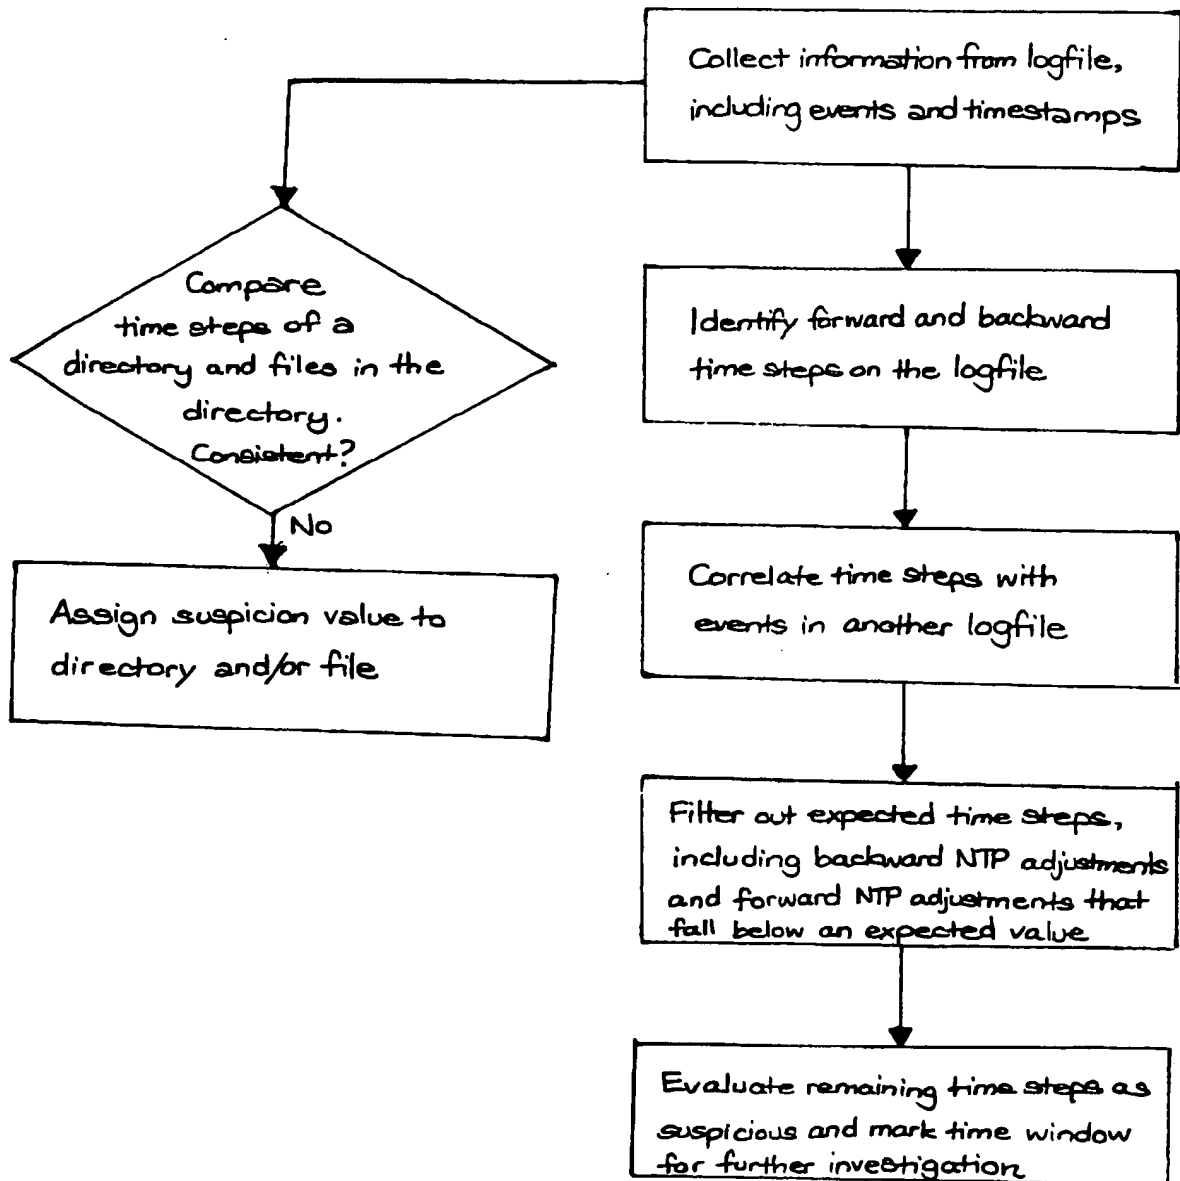 Collect information from logfile,
including events and timestamps
Compare
time steps of a
directory and files in the
directory.
Consistent?
No
Assign suspicion value to
directory and/or file
Identify forward and backward
time steps on the logfile
Correlate time steps with
events in another logfile
Filter out expected time steps,
including backward NTP adjustments
and forward NTP adjustments that
fall below an expected value
Evaluate remaining time steps as
suspicious and mark time window
for further investigation